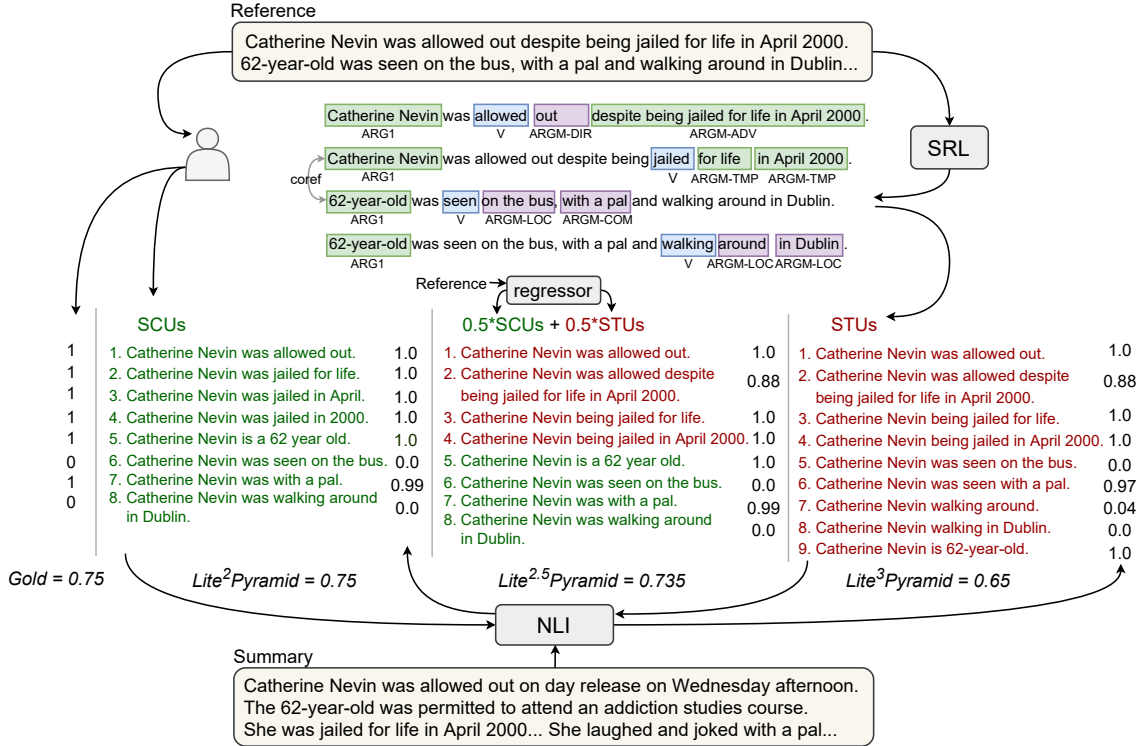 Reference
Catherine Nevin was allowed out despite being jailed for life in April 2000.
62-year-old was seen on the bus, with a pal and walking around in Dublin...
Catherine Nevin was allowed out despite being jailed for life in April 2000.
ARG1 V ARGM-DIR ARGM-ADV
SRL
Catherine Nevin was allowed out despite being jailed for life in April 2000.
ARG1 V ARGM-TMP ARGM-TMP
coref
62-year-old was seen on the bus, with a pal and walking around in Dublin.
ARG1 V ARGM-LOC ARGM-COM
62-year-old was seen on the bus, with a pal and walking around in Dublin.
ARG1 V ARGM-LOC ARGM-LOC
Reference
regressor
SCUs
1
1
1
1
1
0
1
0
1. Catherine Nevin was allowed out. 1.0
2. Catherine Nevin was jailed for life. 1.0
3. Catherine Nevin was jailed in April. 1.0
4. Catherine Nevin was jailed in 2000. 1.0
5. Catherine Nevin is a 62 year old. 1.0
6. Catherine Nevin was seen on the bus. 0.0
7. Catherine Nevin was with a pal. 0.99
8. Catherine Nevin was walking around
in Dublin. 0.0
0.5*SCUs + 0.5*STUs
1. Catherine Nevin was allowed out. 1.0
2. Catherine Nevin was allowed despite
being jailed for life in April 2000. 0.88
3. Catherine Nevin being jailed for life. 1.0
4. Catherine Nevin being jailed in April 2000. 1.0
5. Catherine Nevin is a 62 year old. 1.0
6. Catherine Nevin was seen on the bus. 0.0
7. Catherine Nevin was with a pal. 0.99
8. Catherine Nevin was walking around
in Dublin. 0.0
STUs
1. Catherine Nevin was allowed out. 1.0
2. Catherine Nevin was allowed despite
being jailed for life in April 2000. 0.88
3. Catherine Nevin being jailed for life. 1.0
4. Catherine Nevin being jailed in April 2000. 1.0
5. Catherine Nevin was seen on the bus. 0.0
6. Catherine Nevin was seen with a pal. 0.97
7. Catherine Nevin walking around. 0.04
8. Catherine Nevin walking in Dublin. 0.0
9. Catherine Nevin is 62-year-old. 1.0
Gold = 0.75
Lite²Pyramid = 0.75
Lite²·⁵Pyramid = 0.735
Lite³Pyramid = 0.65
NLI
Summary
Catherine Nevin was allowed out on day release on Wednesday afternoon.
The 62-year-old was permitted to attend an addiction studies course.
She was jailed for life in April 2000... She laughed and joked with a pal...